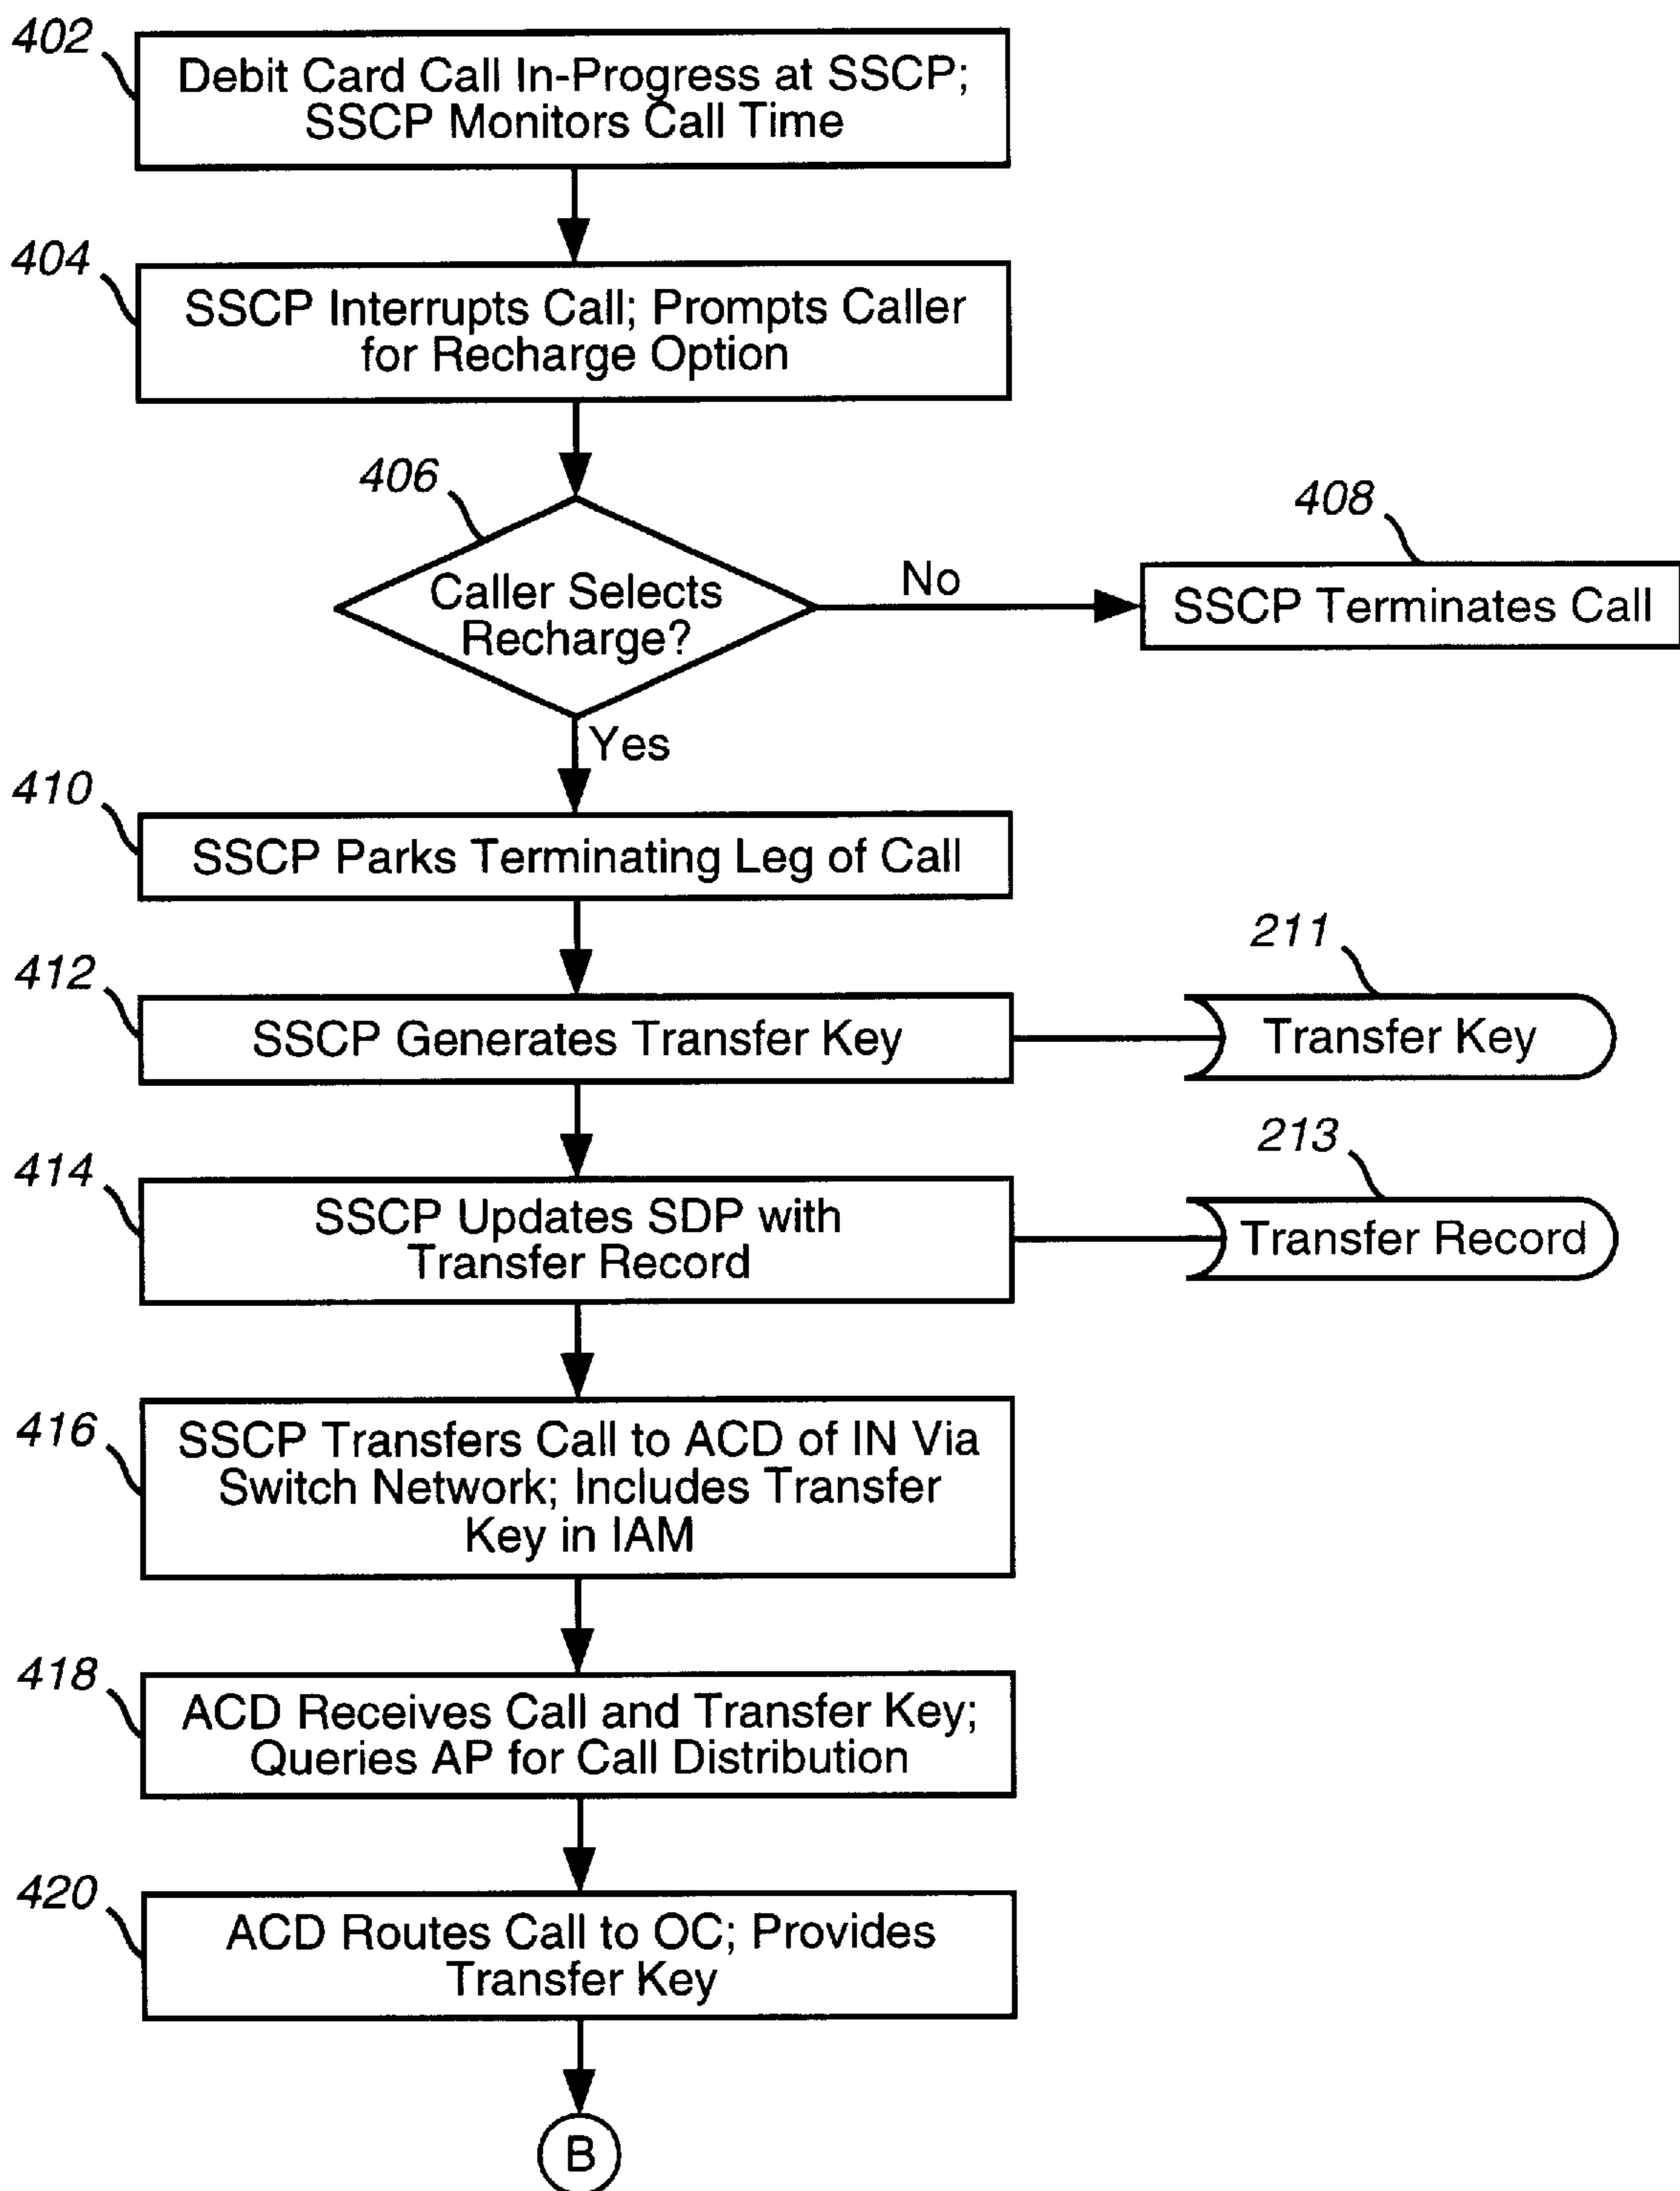 402
Debit Card Call In-Progress at SSCP;
SSCP Monitors Call Time
404
SSCP Interrupts Call; Prompts Caller
for Recharge Option
406
Caller Selects
Recharge?
No
408
SSCP Terminates Call
Yes
410
SSCP Parks Terminating Leg of Call
412
SSCP Generates Transfer Key
211
Transfer Key
414
SSCP Updates SDP with
Transfer Record
213
Transfer Record
416
SSCP Transfers Call to ACD of IN Via
Switch Network; Includes Transfer
Key in IAM
418
ACD Receives Call and Transfer Key;
Queries AP for Call Distribution
420
ACD Routes Call to OC; Provides
Transfer Key
B